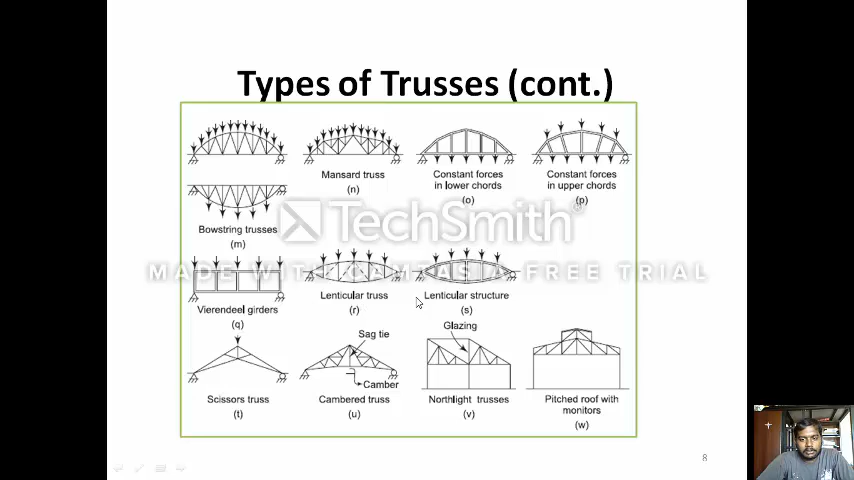 Types of Trusses (cont.)
Mansard truss
(n)
Constant forces
in lower chords
(o)
Constant forces
in upper chords
(p)
Bowstring trusses
(m)
TechSmith®
MADE WITH CAMTASIA FREE TRIAL
Vierendeel girders
(q)
Lenticular truss
(r)
Lenticular structure
(s)
Scissors truss
(t)
Sag tie
Camber
Cambered truss
(u)
Glazing
Northlight trusses
(v)
Pitched roof with
monitors
(w)
8